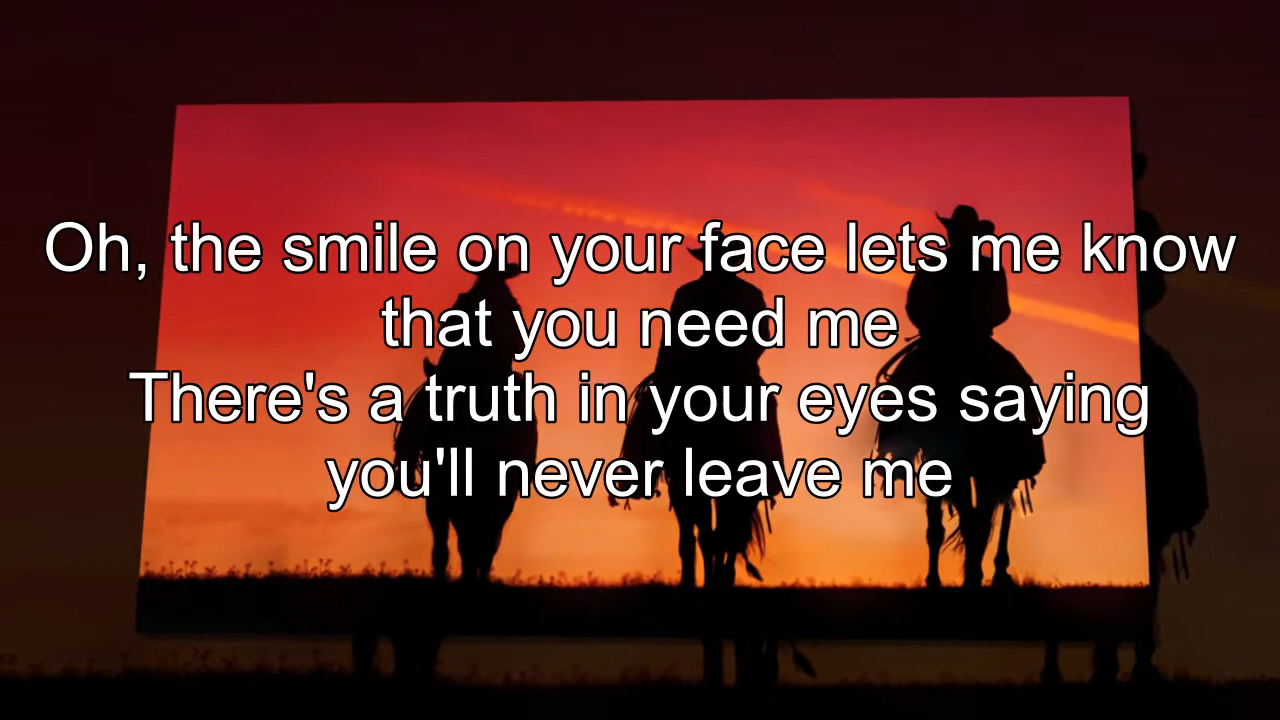 Oh, the smile on your face lets me know
that you need me
There's a truth in your eyes saying
you'll never leave me